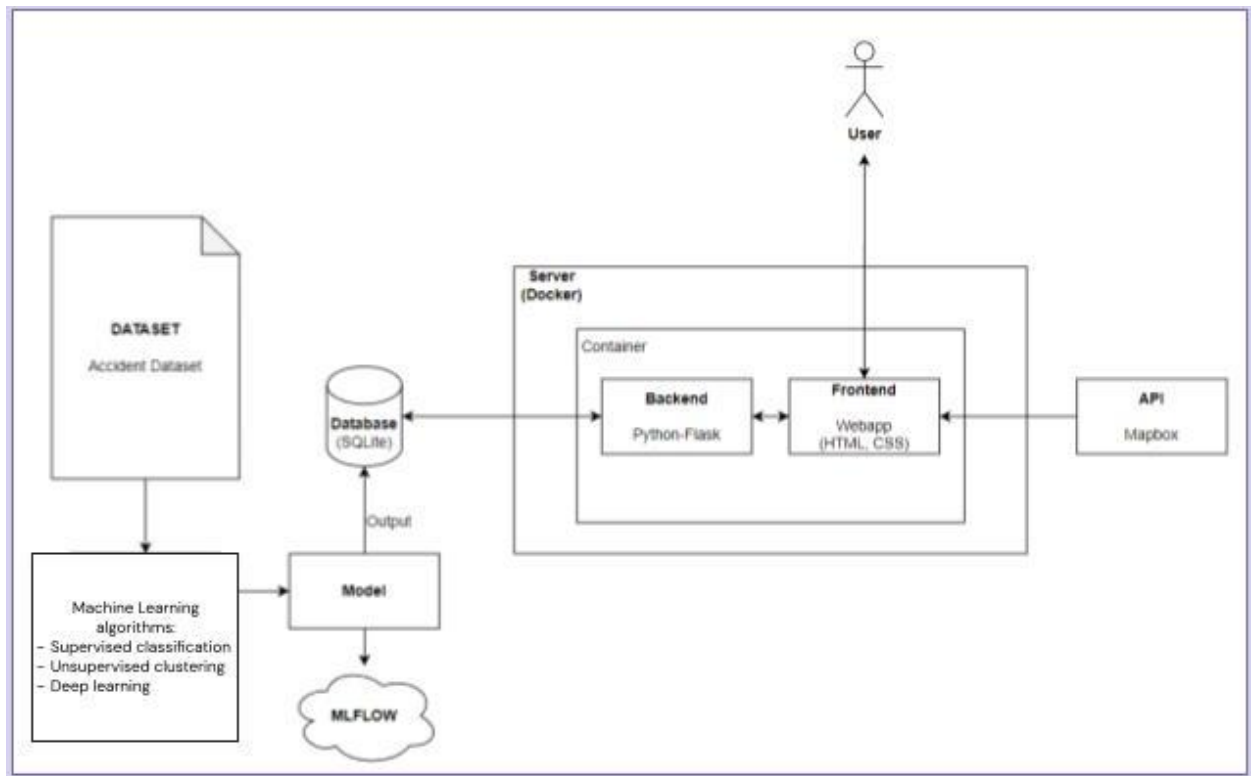 User
Server
(Docker)
DATASET
Accident Dataset
Container
Database
(SQLite)
Backend
Python-Flask
Frontend
Webapp
(HTML, CSS)
API
Mapbox
Output
Machine Learning
algorithms:
- Supervised classification
- Unsupervised clustering
- Deep learning
Model
MLFLOW